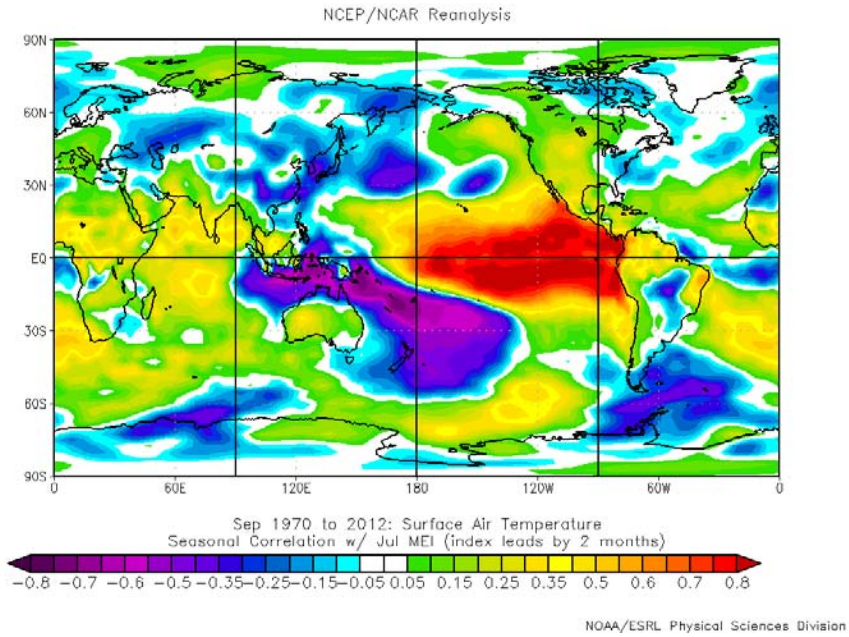 NCEP/NCAR Reanalysis
90N
60N
30N
EQ
30S
60S
90S
0 60E 120E 180 120W 60W 0
Sep 1970 to 2012: Surface Air Temperature
Seasonal Correlation w/ Jul MEI (index leads by 2 months)
-0.8 -0.7 -0.6 -0.5 -0.35 -0.25 -0.15 -0.05 0.05 0.15 0.25 0.35 0.5 0.6 0.7 0.8
NOAA/ESRL Physical Sciences Division